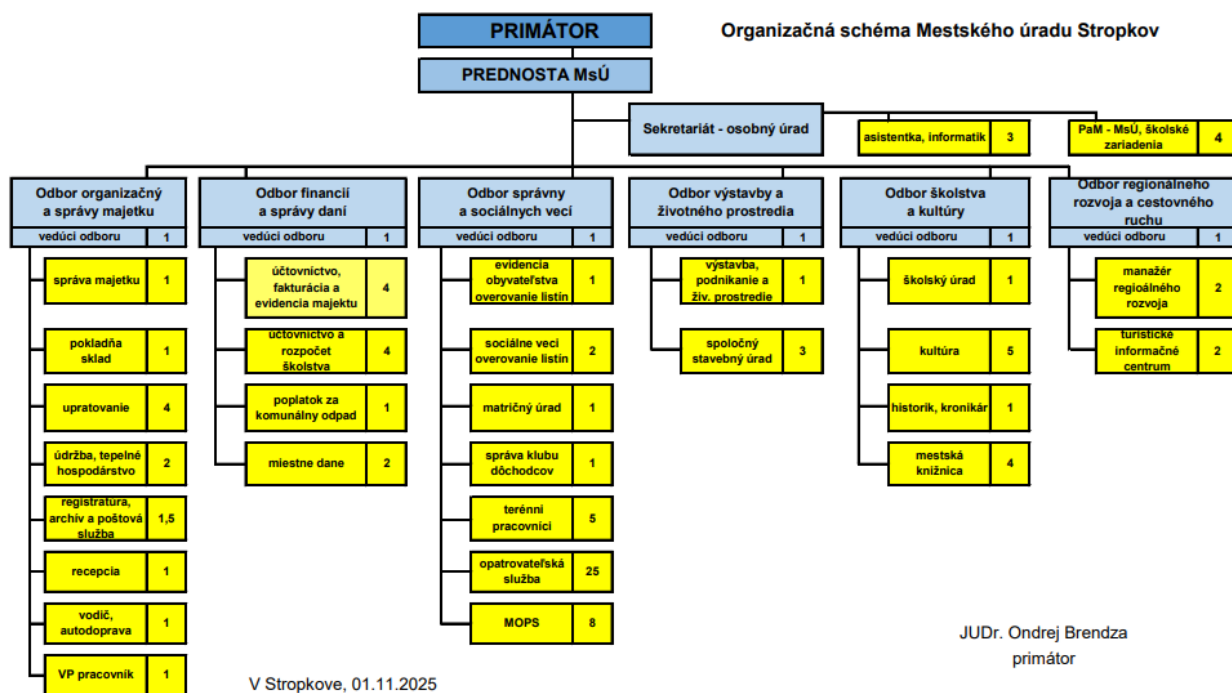 PRIMÁTOR
Organizačná schéma Mestského úradu Stropkov
PREDNOSTA MsÚ
Sekretariát - osobný úrad
asistentka, informatik 3
PaM - MsÚ, školské
zariadenia 4
Odbor organizačný
a správy majetku
vedúci odboru 1
správa majetku 1
pokladňa
sklad 1
upratovanie 4
údržba, tepelné
hospodárstvo 2
registratúra,
archív a poštová
služba 1,5
recepcia 1
vodič,
autodoprava 1
VP pracovník 1
Odbor financií
a správy daní
vedúci odboru 1
účtovníctvo,
fakturácia a
evidencia majektu 4
účtovníctvo a
rozpočet
školstva 4
poplatok za
komunálny odpad 1
miestne dane 2
Odbor správny
a sociálnych vecí
vedúci odboru 1
evidencia
obyvateľstva
overovanie listín 1
sociálne veci
overovanie listín 2
matričný úrad 1
správa klubu
dôchodcov 1
terénni
pracovníci 5
opatrovateľská
služba 25
MOPS 8
Odbor výstavby a
životného prostredia
vedúci odboru 1
výstavba,
podnikanie a
živ. prostredie 1
spoločný
stavebný úrad 3
Odbor školstva
a kultúry
vedúci odboru 1
školský úrad 1
kultúra 5
historik, kronikár 1
mestská
knižnica 4
Odbor regionálneho
rozvoja a cestovného
ruchu
vedúci odboru 1
manažér
regioálného
rozvoja 2
turistické
informačné
centrum 2
JUDr. Ondrej Brendza
primátor
V Stropkove, 01.11.2025